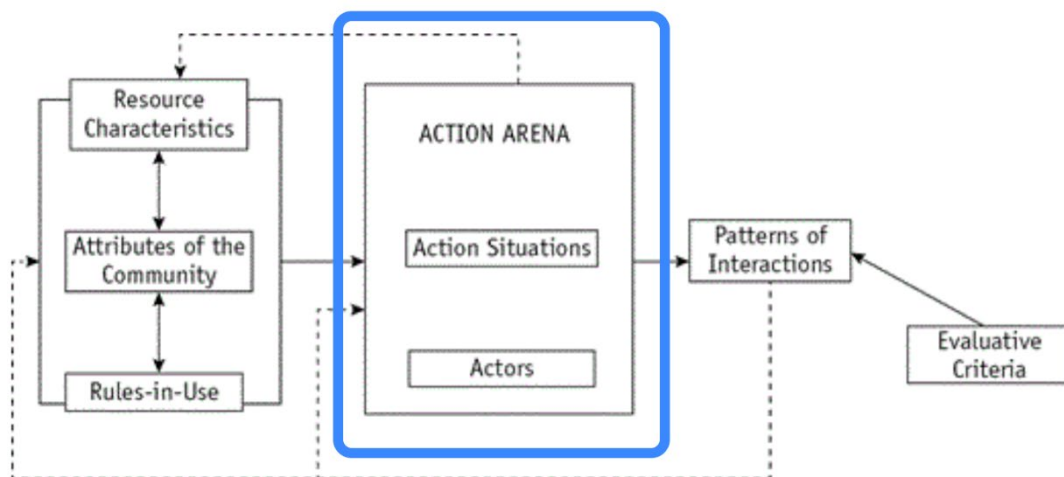 Resource
Characteristics
Attributes of the
Community
Rules-in-Use
ACTION ARENA
Action Situations
Actors
Patterns of
Interactions
Evaluative
Criteria